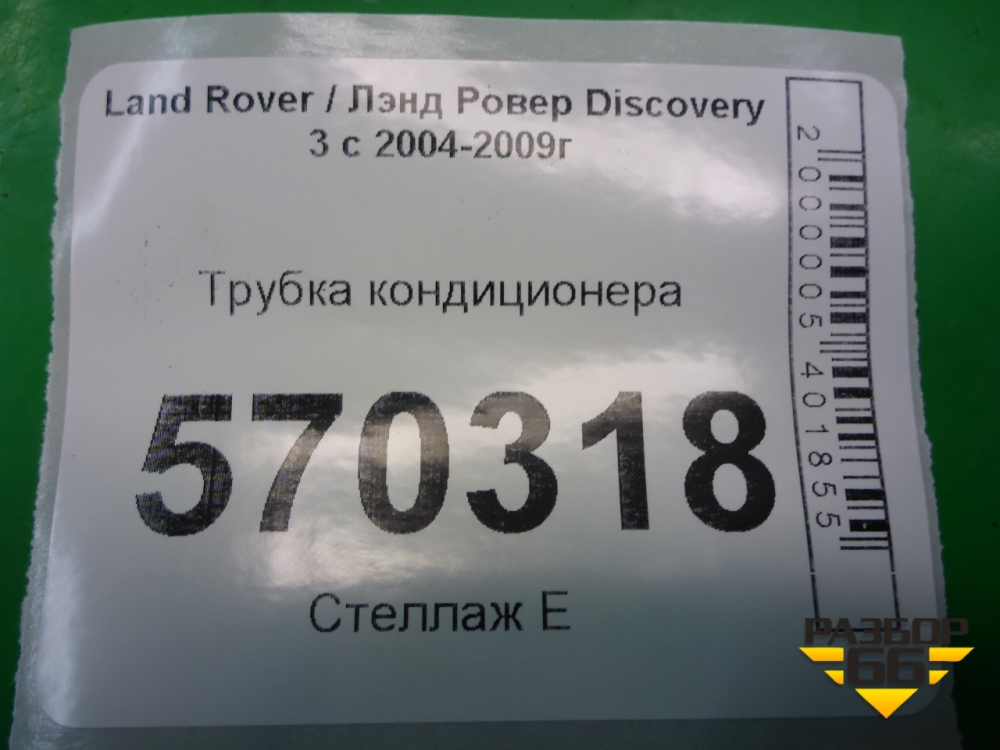 Land Rover / Лэнд Ровер Discovery
3 с 2004-2009г
Трубка кондиционера
570318
Стеллаж Е
2000005401855
РАЗБОР
66